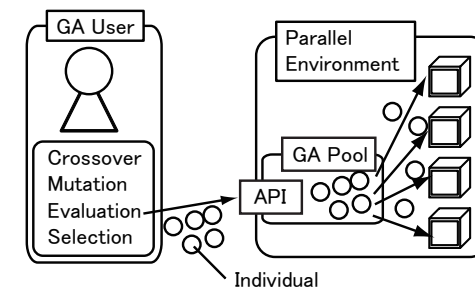 GA User
Crossover
Mutation
Evaluation
Selection
Parallel
Environment
GA Pool
API
Individual